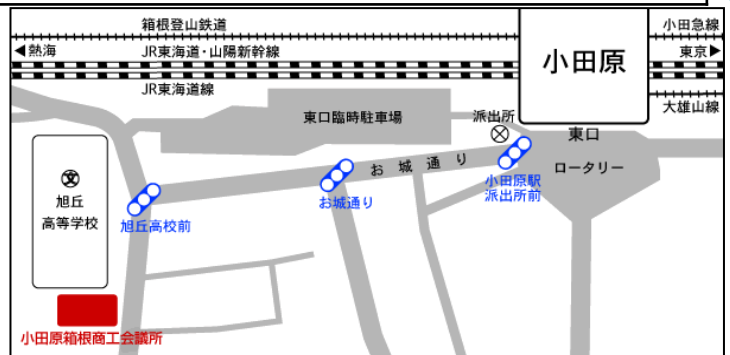 箱根登山鉄道
小田急線
◀熱海
JR東海道・山陽新幹線
小田原
東京▶
JR東海道線
大雄山線
東口臨時駐車場
派出所
東口
ロータリー
お城通り
小田原駅
派出所前
文
旭丘
高等学校
お城通り
旭丘高校前
小田原箱根商工会議所